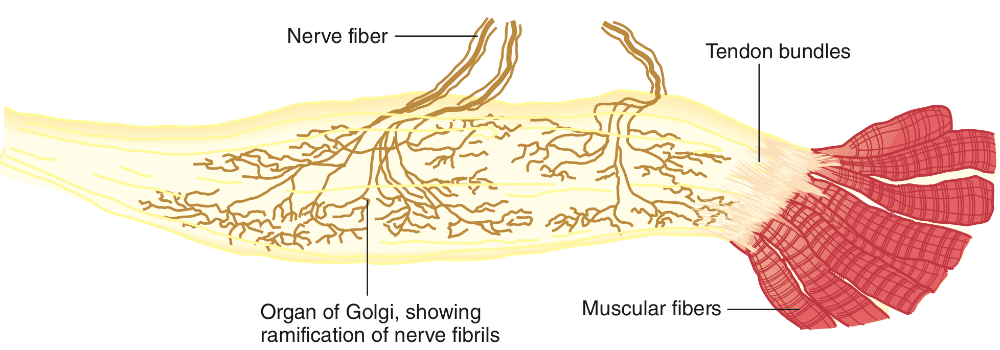 Nerve fiber
Tendon bundles
Organ of Golgi, showing
ramification of nerve fibrils
Muscular fibers